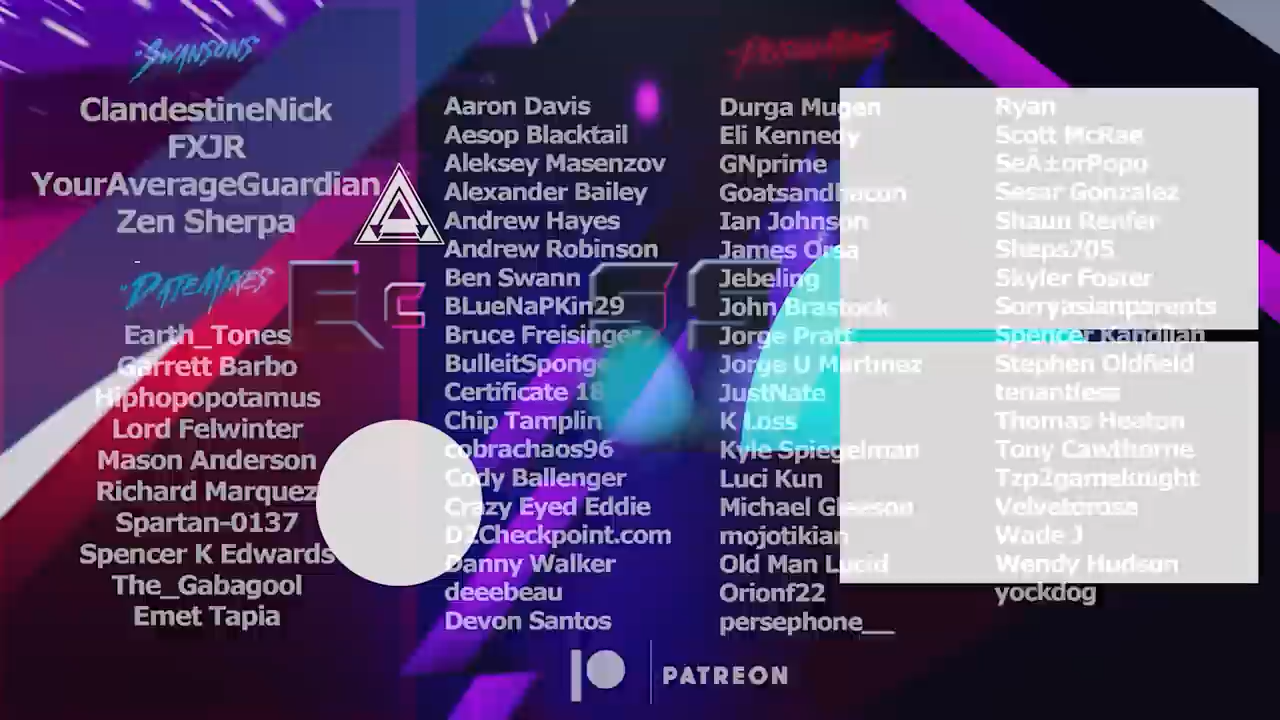 Swansons
ClandestineNick
FXJR
YourAverageGuardian
Zen Sherpa
DateMikes
Earth_Tones
Garrett Barbo
Hiphopopotamus
Lord Felwinter
Mason Anderson
Richard Marquez
Spartan-0137
Spencer K Edwards
The_Gabagool
Emet Tapia
Aaron Davis
Aesop Blacktail
Aleksey Masenzov
Alexander Bailey
Andrew Hayes
Andrew Robinson
Ben Swann
BLueNaPKin29
Bruce Freisinger
BulleitSponge
Certificate 18
Chip Tamplin
cobrachaos96
Cody Ballenger
Crazy Eyed Eddie
D2Checkpoint.com
Danny Walker
deeebeau
Devon Santos
Durga Mugen
Eli Kennedy
GNprime
Goatsandbacon
Ian Johnson
James Orsa
Jebeling
John Brastock
Jorge Pratt
Jorge U Martinez
JustNate
K Loss
Kyle Spiegelman
Luci Kun
Michael Gleeson
mojotikian
Old Man Lucid
Orionf22
persephone__
Ryan
Scott McRae
SeÃ±orPopo
Sesar Gonzalez
Shaun Renfer
Sheps705
Skyler Foster
Sorryasianparents
Spencer Kandilian
Stephen Oldfield
tenantless
Thomas Heaton
Tony Cawthorne
Tzp2gameknight
Velvetcrose
Wade J
Wendy Hudson
yockdog
PATREON